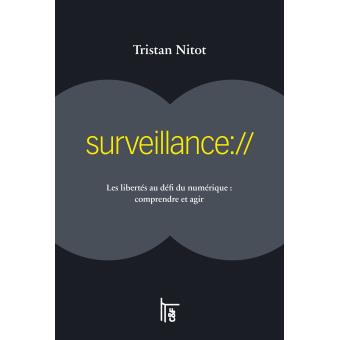 Tristan Nitot
surveillance://
Les libertés au défi du numérique :
comprendre et agir
C&F